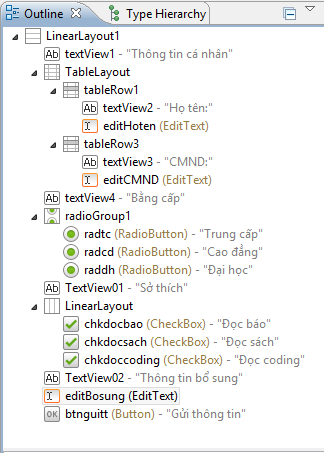 Outline Type Hierarchy
LinearLayout1
Ab textView1 - "Thông tin cá nhân"
TableLayout
tableRow1
Ab textView2 - "Họ tên:"
editHoten (EditText)
tableRow3
Ab textView3 - "CMND:"
editCMND (EditText)
Ab textView4 - "Bằng cấp"
radioGroup1
radtc (RadioButton) - "Trung cấp"
radcd (RadioButton) - "Cao đẳng"
raddh (RadioButton) - "Đại học"
Ab TextView01 - "Sở thích"
LinearLayout
chkdocbao (CheckBox) - "Đọc báo"
chkdocsach (CheckBox) - "Đọc sách"
chkdoccoding (CheckBox) - "Đọc coding"
Ab TextView02 - "Thông tin bổ sung"
editBosung (EditText)
OK btnguitt (Button) - "Gửi thông tin"